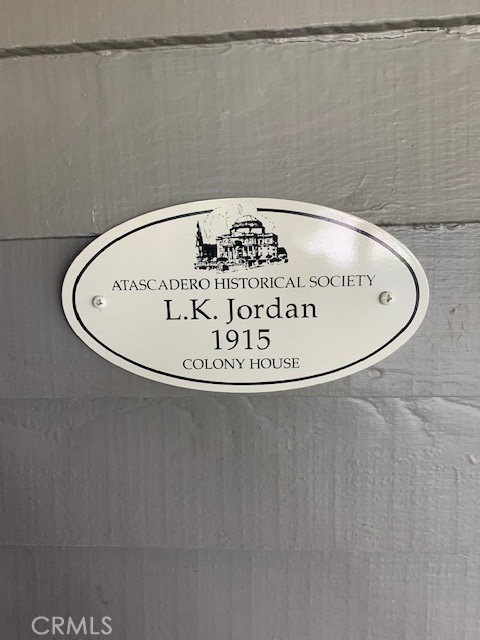 ATASCADERO HISTORICAL SOCIETY
L.K. Jordan
1915
COLONY HOUSE
CRMLS